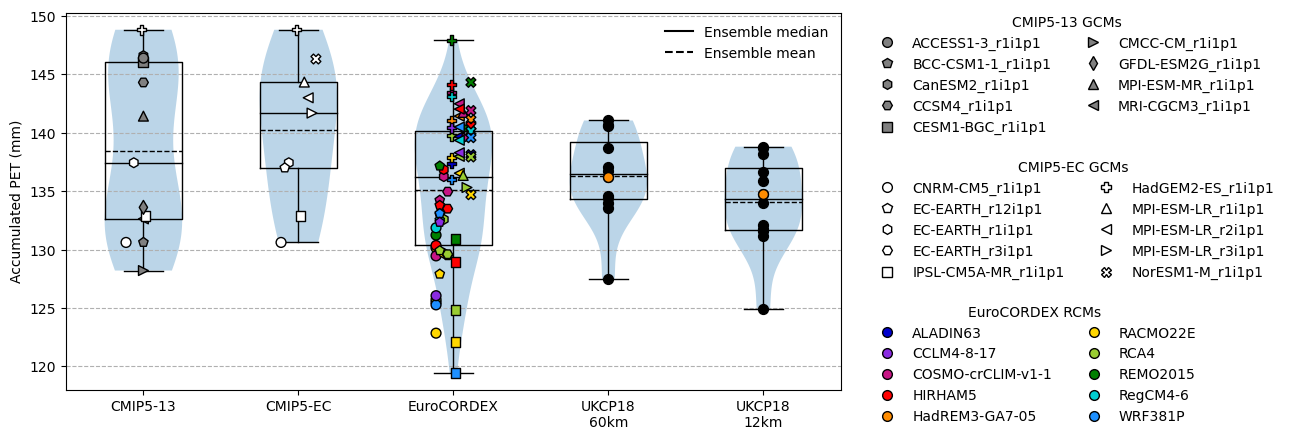 Accumulated PET (mm)
150
145
140
135
130
125
120
Ensemble median
Ensemble mean
CMIP5-13
CMIP5-EC
EuroCORDEX
UKCP18
60km
UKCP18
12km
CMIP5-13 GCMs
ACCESS1-3_r1i1p1
BCC-CSM1-1_r1i1p1
CanESM2_r1i1p1
CCSM4_r1i1p1
CESM1-BGC_r1i1p1
CMCC-CM_r1i1p1
GFDL-ESM2G_r1i1p1
MPI-ESM-MR_r1i1p1
MRI-CGCM3_r1i1p1
CMIP5-EC GCMs
CNRM-CM5_r1i1p1
EC-EARTH_r12i1p1
EC-EARTH_r1i1p1
EC-EARTH_r3i1p1
IPSL-CM5A-MR_r1i1p1
HadGEM2-ES_r1i1p1
MPI-ESM-LR_r1i1p1
MPI-ESM-LR_r2i1p1
MPI-ESM-LR_r3i1p1
NorESM1-M_r1i1p1
EuroCORDEX RCMs
ALADIN63
CCLM4-8-17
COSMO-crCLIM-v1-1
HIRHAM5
HadREM3-GA7-05
RACMO22E
RCA4
REMO2015
RegCM4-6
WRF381P